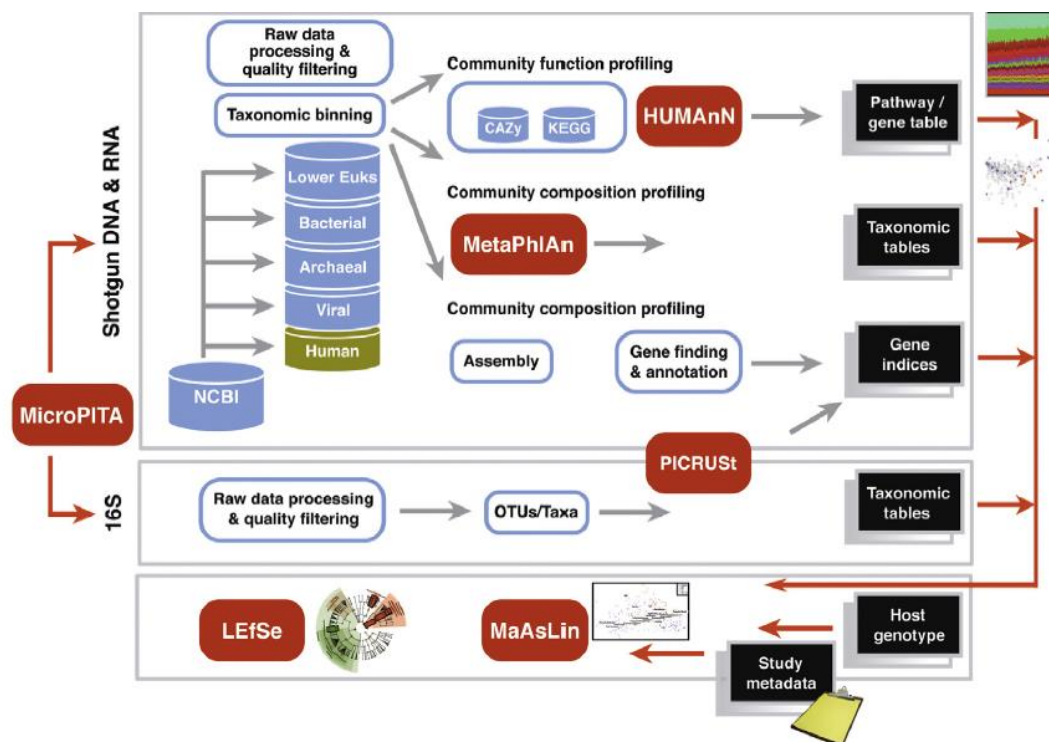 Raw data
processing &
quality filtering
Taxonomic binning
Lower Euks
Bacterial
Archaeal
Viral
Human
NCBI
Shotgun DNA & RNA
MicroPITA
16S
Community function profiling
CAZy
KEGG
HUMAnN
Pathway /
gene table
Community composition profiling
MetaPhlAn
Taxonomic
tables
Community composition profiling
Assembly
Gene finding
& annotation
Gene
indices
PICRUSt
Raw data processing
& quality filtering
OTUs/Taxa
Taxonomic
tables
LEfSe
MaAsLin
Host
genotype
Study
metadata